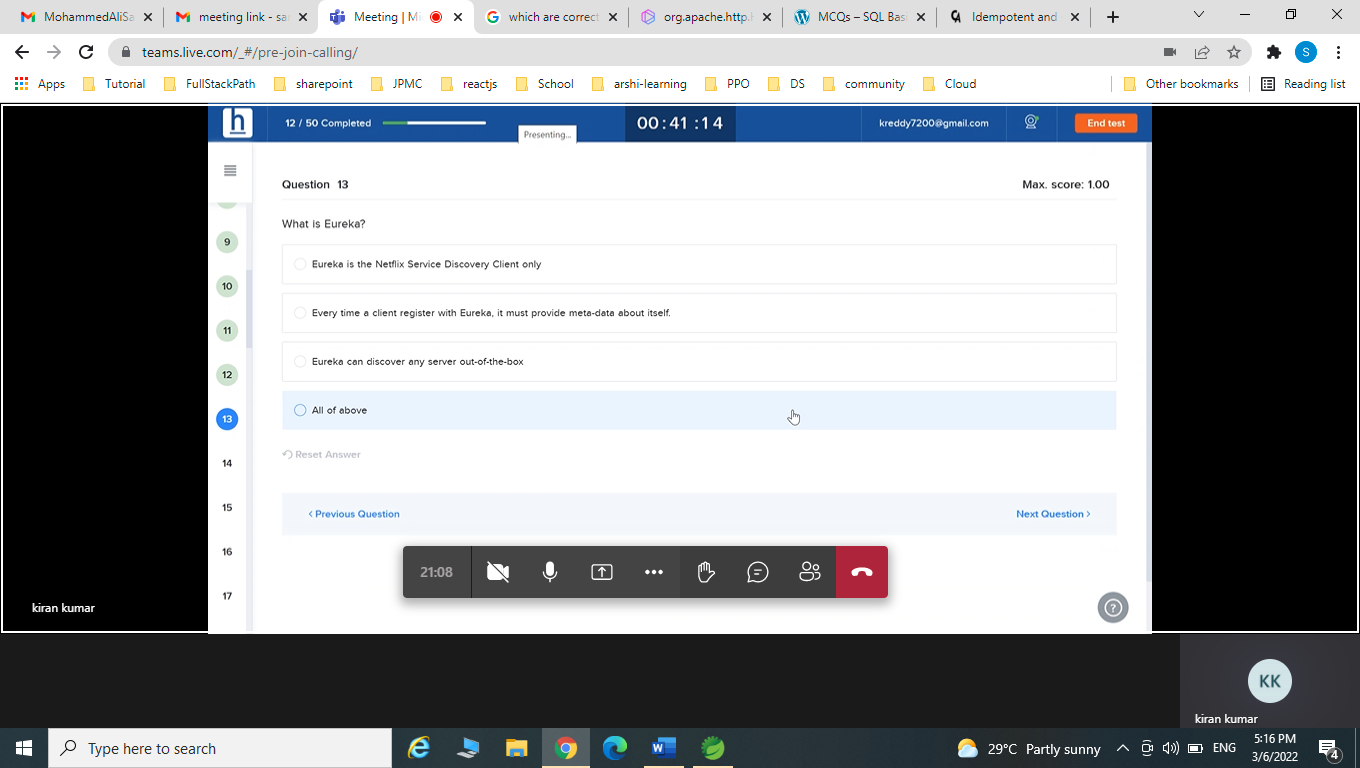 MohammedAliSa
meeting link - sa
Meeting | Mi
which are correct
org.apache.http.
MCQs – SQL Bas
Idempotent and
teams.live.com/_#/pre-join-calling/
S
Apps
Tutorial
FullStackPath
sharepoint
JPMC
reactjs
School
arshi-learning
PPO
DS
community
Cloud
Other bookmarks
Reading list
h
12 / 50 Completed
Presenting...
00:41 :14
kreddy7200@gmail.com
End test
Question 13
Max. score: 1.00
What is Eureka?
Eureka is the Netflix Service Discovery Client only
Every time a client register with Eureka, it must provide meta-data about itself.
Eureka can discover any server out-of-the-box
All of above
Reset Answer
< Previous Question
Next Question >
9
10
11
12
13
14
15
16
17
21:08
?
kiran kumar
KK
kiran kumar
Type here to search
29°C Partly sunny
ENG
5:16 PM
3/6/2022
4